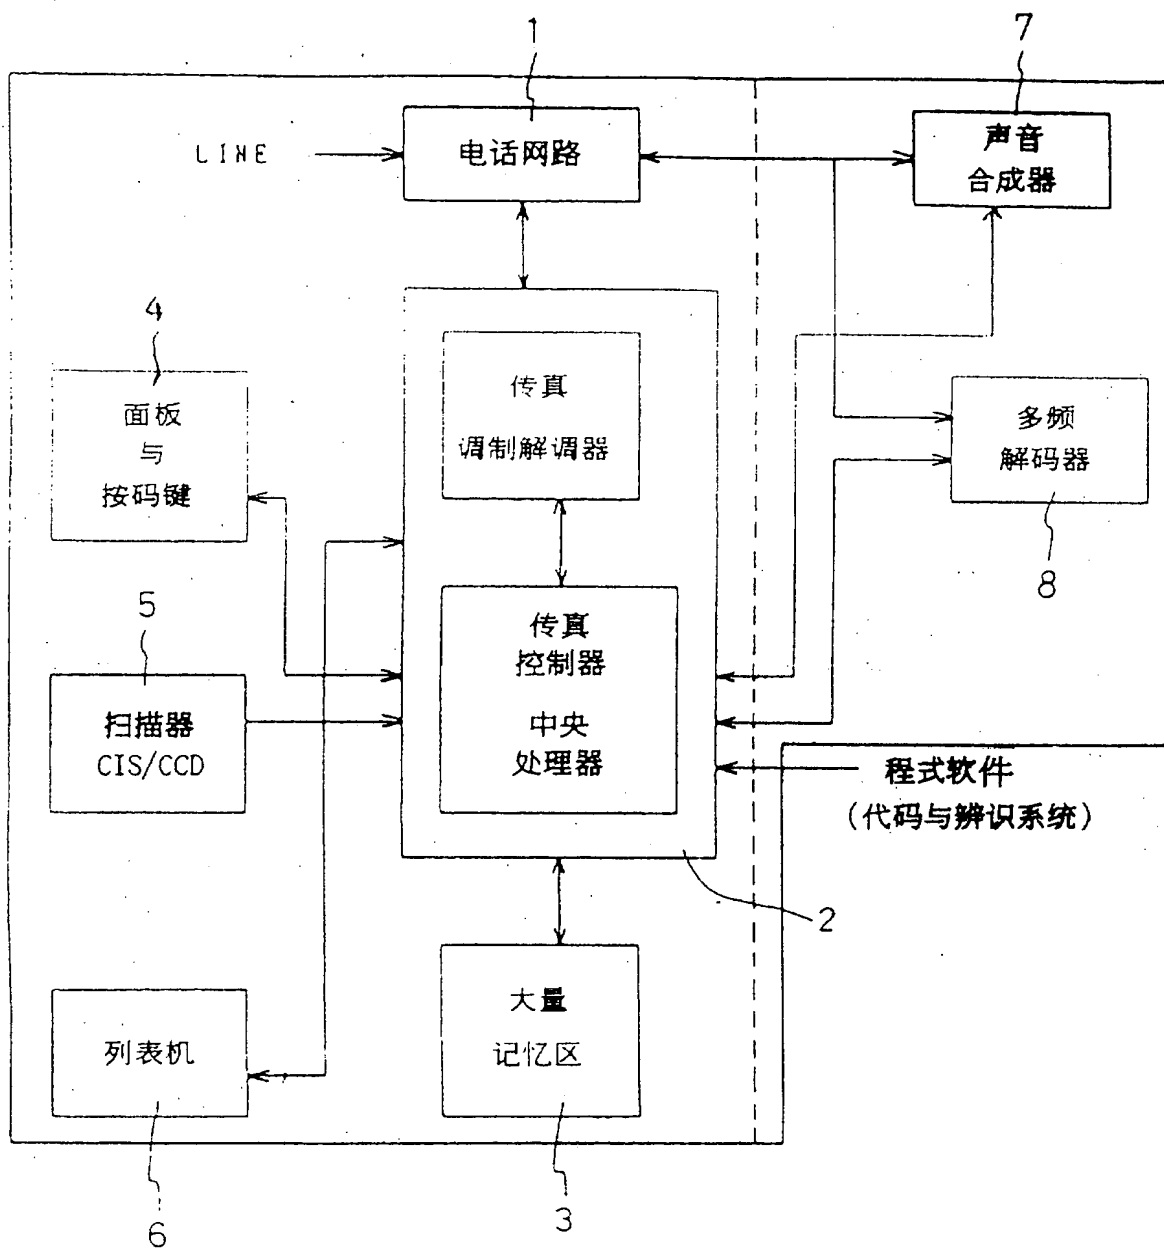 1
7
LINE
电话网路
声音
合成器
4
面板
与
按码键
传真
调制解调器
多频
解码器
8
5
扫描器
CIS/CCD
传真
控制器
中央
处理器
程式软件
(代码与辨识系统)
2
大量
记忆区
列表机
6
3